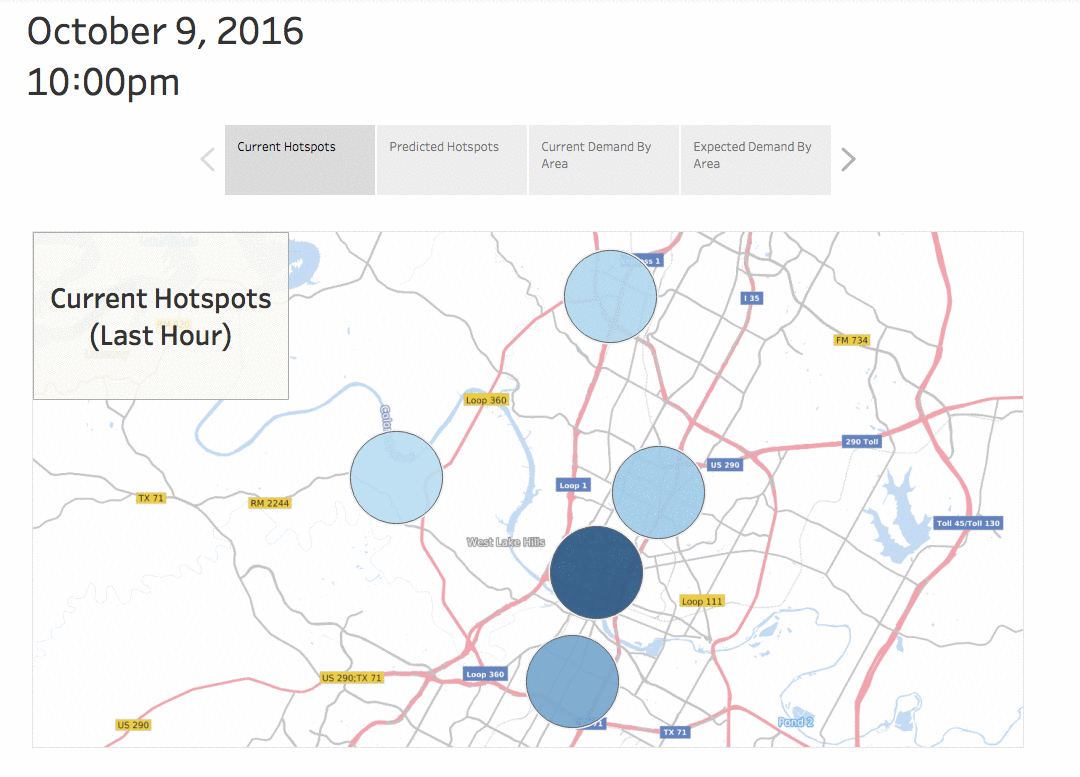 October 9, 2016
10:00pm
Current Hotspots
Predicted Hotspots
Current Demand By
Area
Expected Demand By
Area
Current Hotspots
(Last Hour)
I 35
FM 734
Loop 360
290 Toll
US 290
TX 71
RM 2244
Loop 1
Toll 45/Toll 130
West Lake Hills
Loop 111
US 290;TX 71
Loop 360
US 290
Pond 2
TX 71